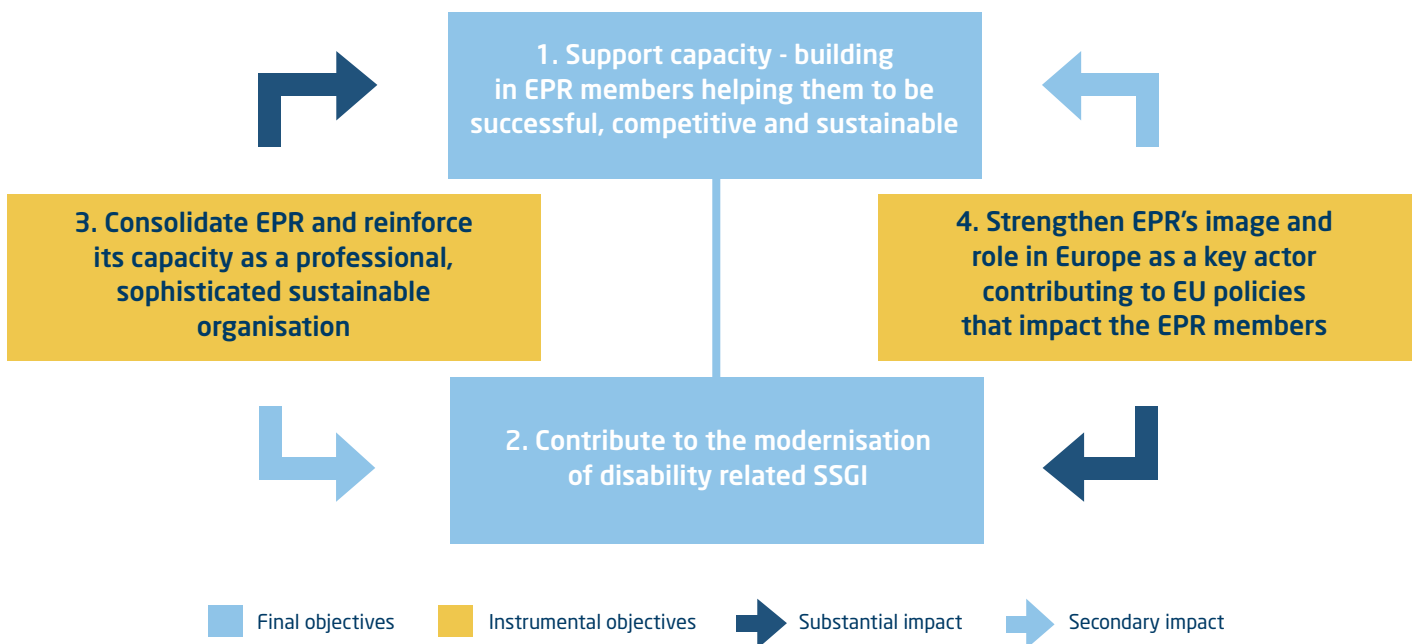 1. Support capacity - building
in EPR members helping them to be
successful, competitive and sustainable
3. Consolidate EPR and reinforce
its capacity as a professional,
sophisticated sustainable
organisation
4. Strengthen EPR's image and
role in Europe as a key actor
contributing to EU policies
that impact the EPR members
2. Contribute to the modernisation
of disability related SSGI
Final objectives
Instrumental objectives
Substantial impact
Secondary impact